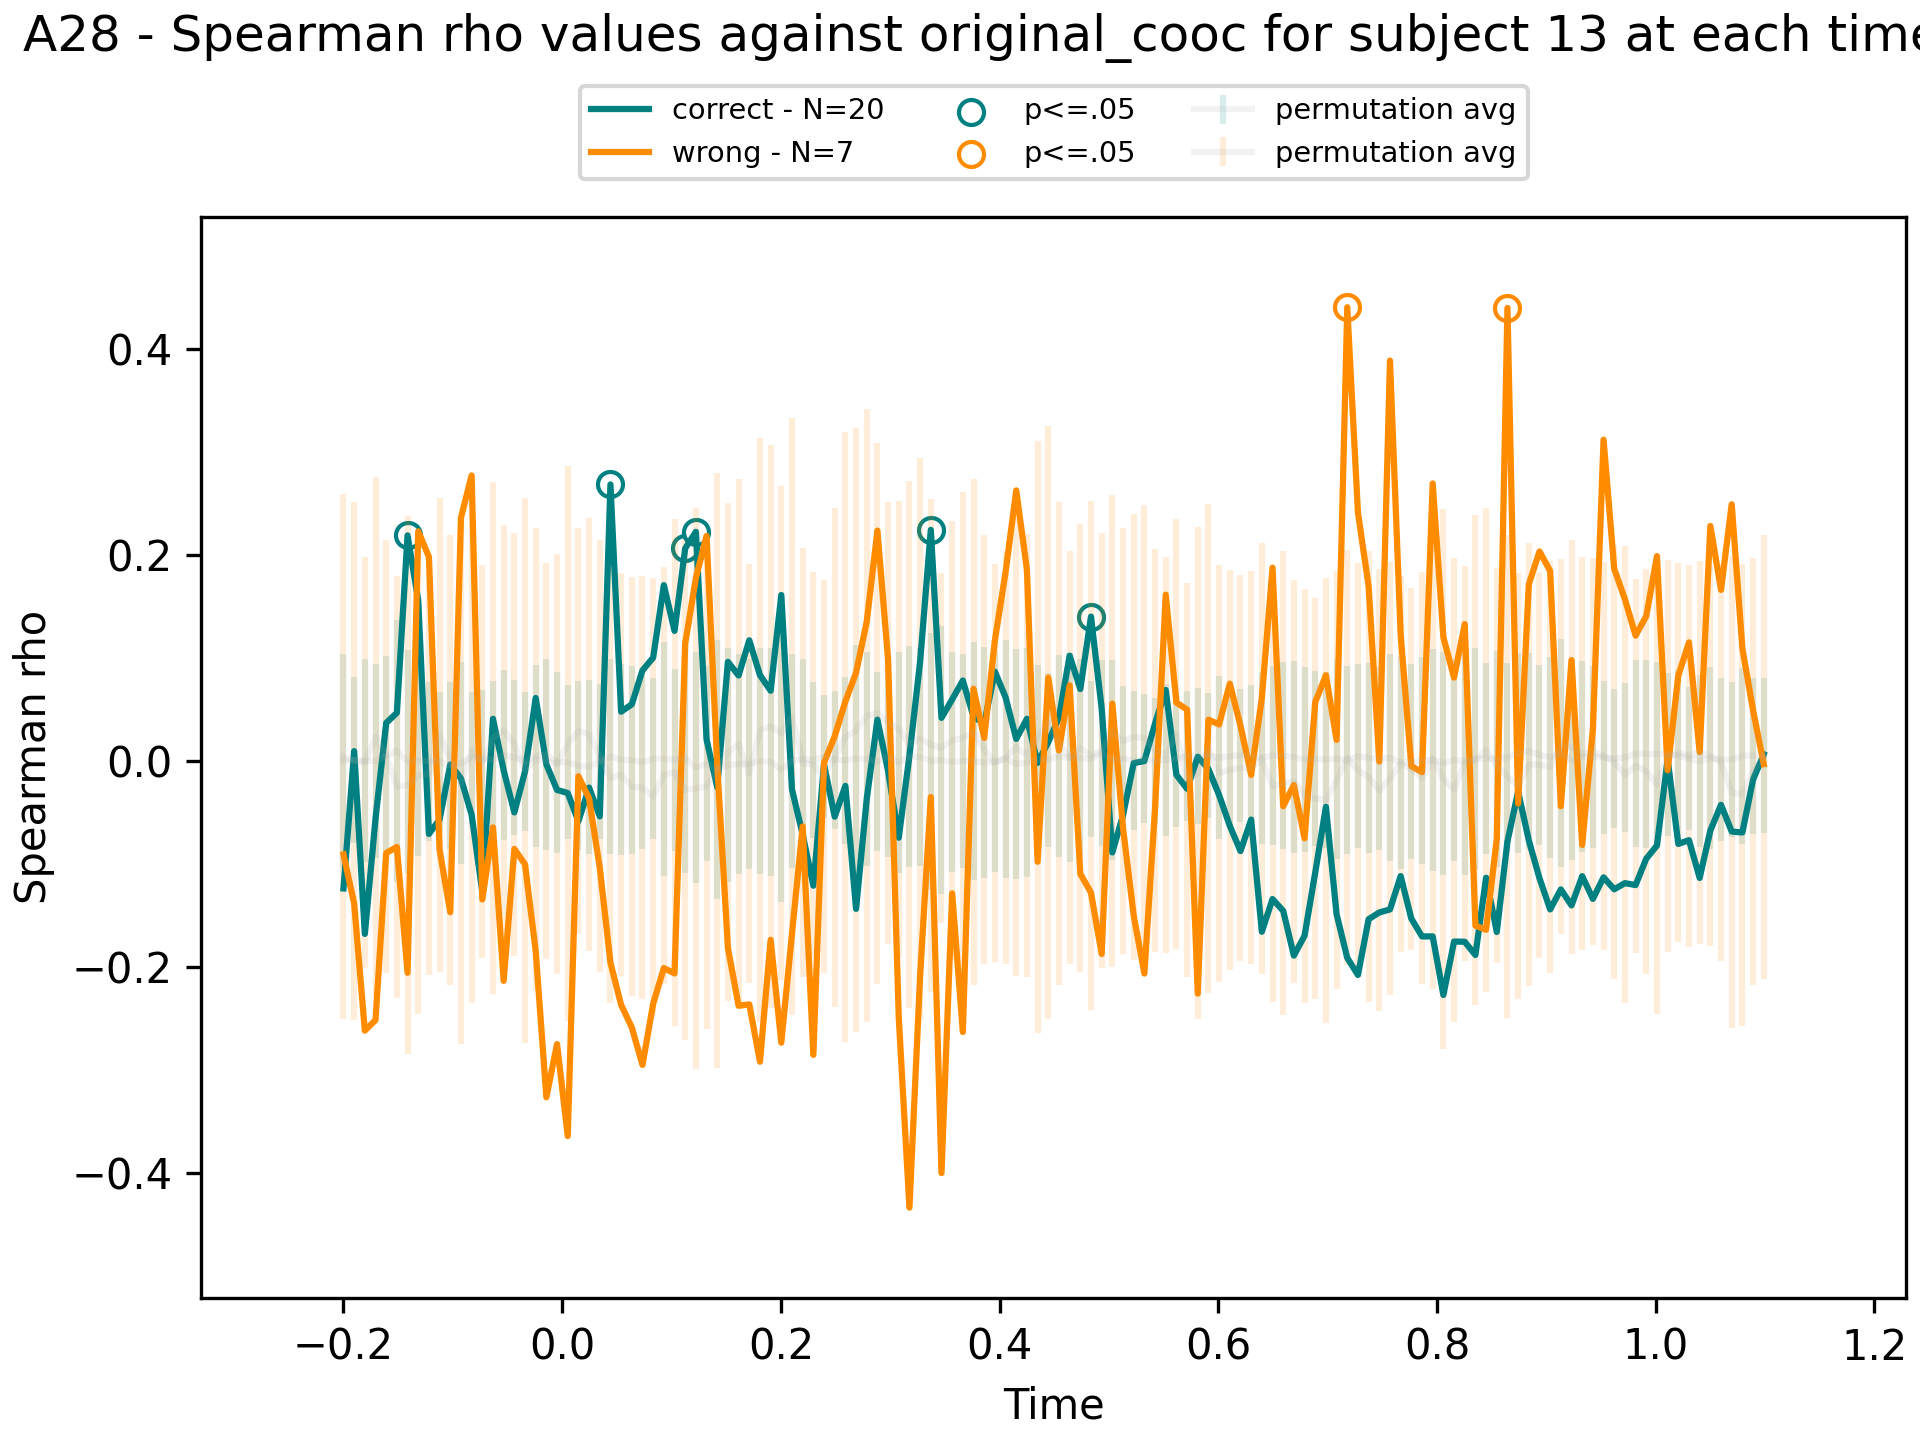 A28 - Spearman rho values against original_cooc for subject 13 at each time
correct - N=20 p<=.05 permutation avg
wrong - N=7 p<=.05 permutation avg
Spearman rho
0.4
0.2
0.0
−0.2
−0.4
−0.2 0.0 0.2 0.4 0.6 0.8 1.0 1.2
Time